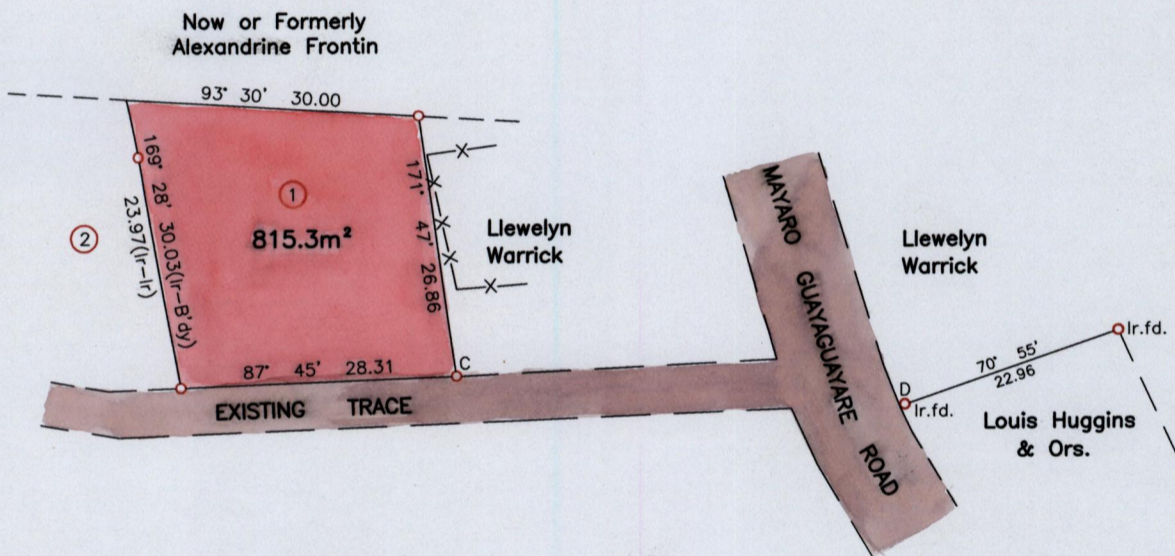 Now or Formerly
Alexandrine Frontin
93° 30' 30.00
169° 28' 30.03(Ir-B'dy)
23.97(Ir-Ir)
1
815.3m²
2
171° 47' 26.86
Llewelyn
Warrick
87° 45' 28.31
C
EXISTING TRACE
MAYARO GUAYAGUAYARE ROAD
Llewelyn
Warrick
70° 55'
22.96
Ir.fd.
D
Ir.fd.
Louis Huggins
& Ors.